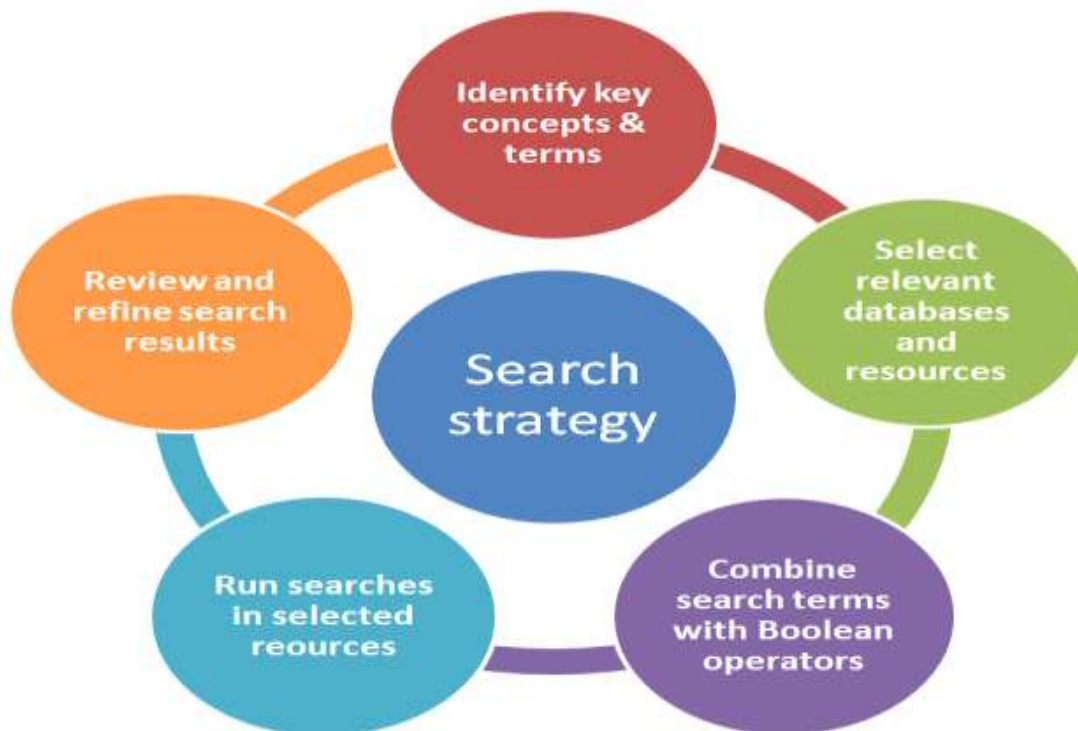 Identify key
concepts &
terms
Select
relevant
databases
and
resources
Combine
search terms
with Boolean
operators
Run searches
in selected
reources
Review and
refine search
results
Search
strategy